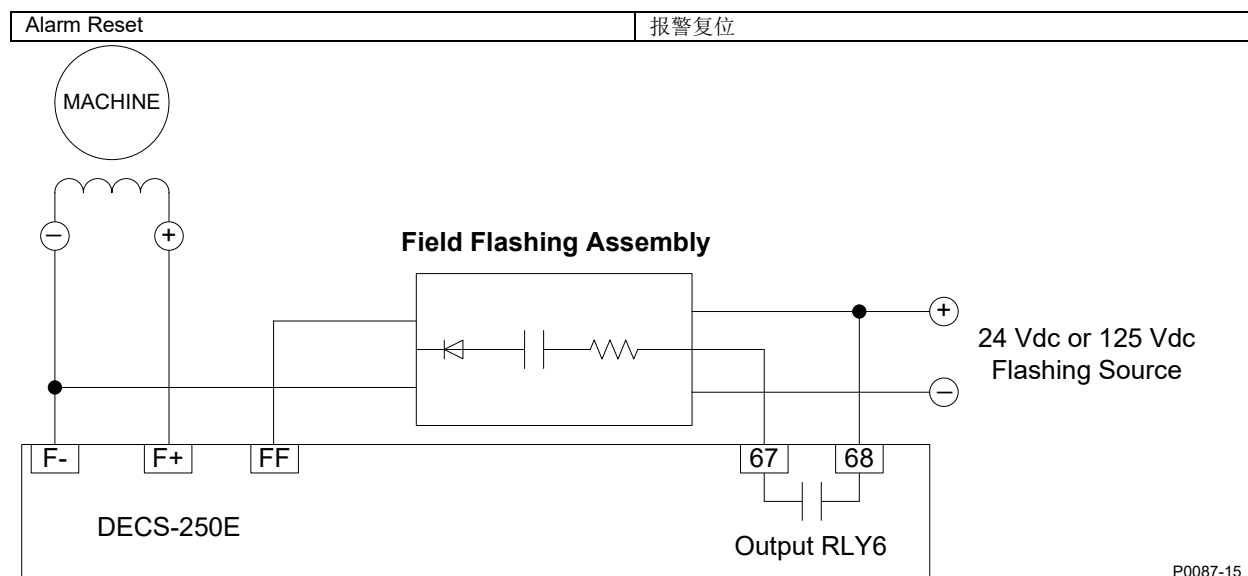 Alarm Reset 报警复位
MACHINE
− +
Field Flashing Assembly
+
24 Vdc or 125 Vdc
Flashing Source
−
F- F+ FF 67 68
DECS-250E
Output RLY6
P0087-15